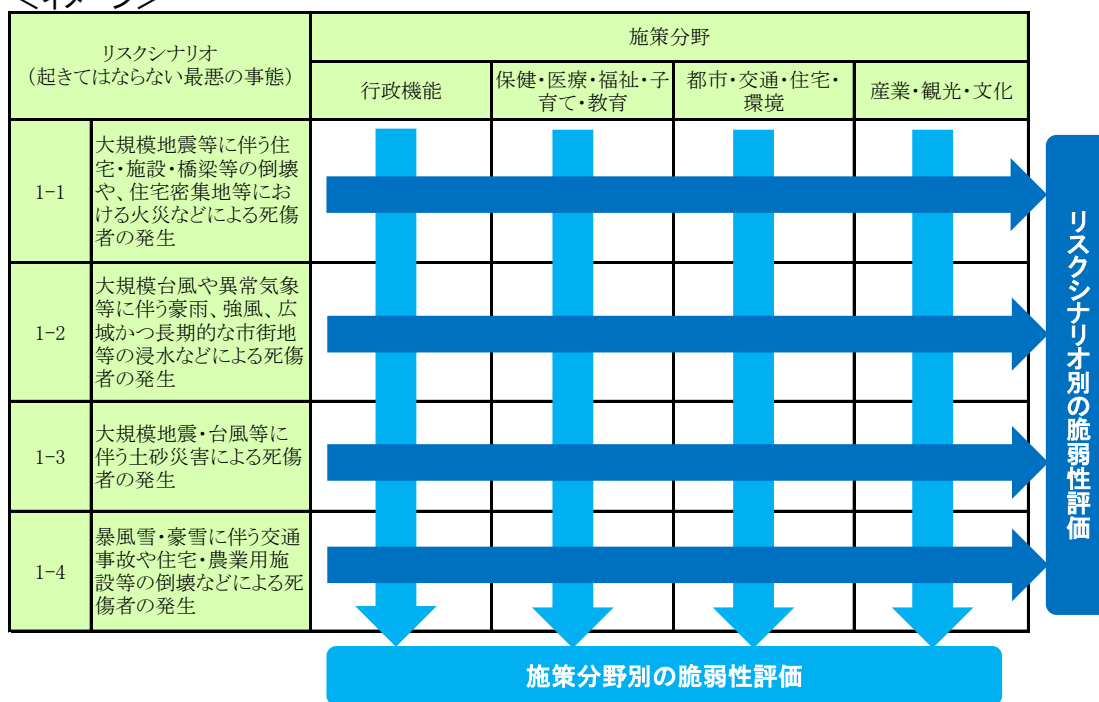 ＜イメージ＞
リスクシナリオ
（起きてはならない最悪の事態）
施策分野
行政機能
保健・医療・福祉・子
育て・教育
都市・交通・住宅・
環境
産業・観光・文化
1-1
大規模地震等に伴う住
宅・施設・橋梁等の倒壊
や、住宅密集地等にお
ける火災などによる死傷
者の発生
1-2
大規模台風や異常気象
等に伴う豪雨、強風、広
域かつ長期的な市街地
等の浸水などによる死傷
者の発生
1-3
大規模地震・台風等に
伴う土砂災害による死傷
者の発生
1-4
暴風雪・豪雪に伴う交通
事故や住宅・農業用施
設等の倒壊などによる死
傷者の発生
リスクシナリオ別の脆弱性評価
施策分野別の脆弱性評価